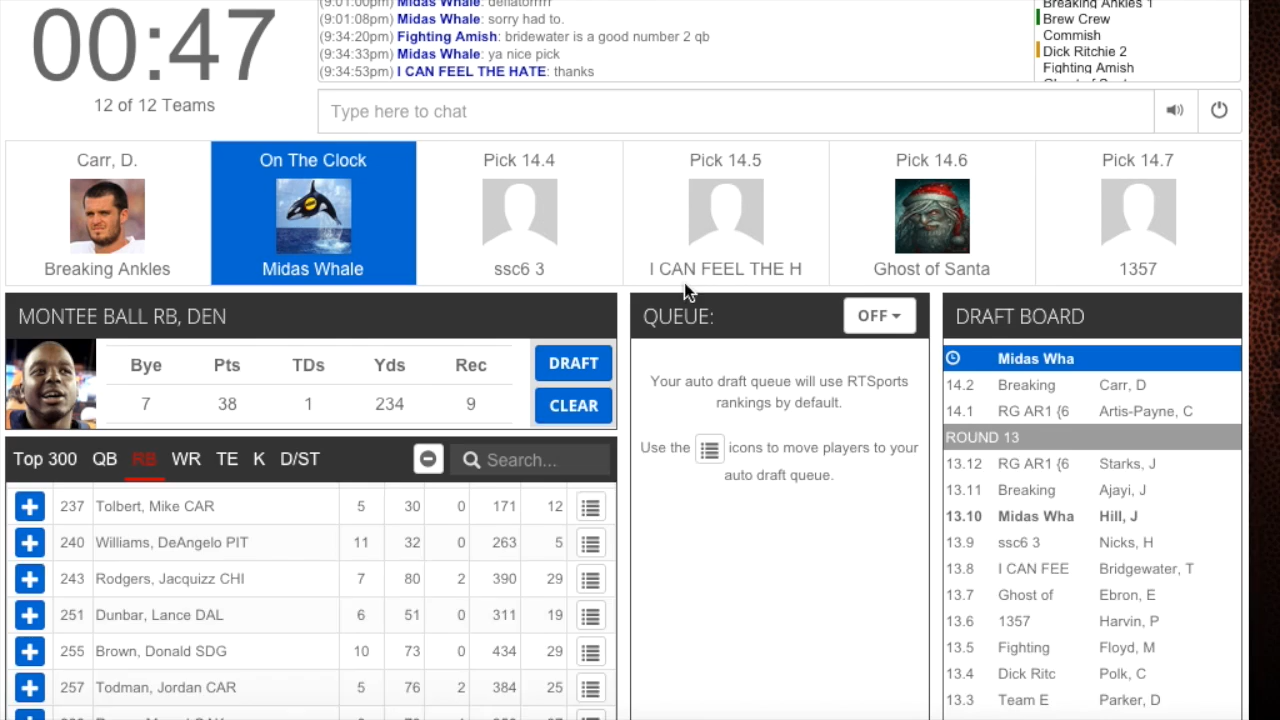 00:47
12 of 12 Teams
(9:01:00pm) Midas Whale: deflatorrrr
(9:01:08pm) Midas Whale: sorry had to.
(9:34:20pm) Fighting Amish: bridewater is a good number 2 qb
(9:34:33pm) Midas Whale: ya nice pick
(9:34:53pm) I CAN FEEL THE HATE: thanks
Breaking Ankles 1
Brew Crew
Commish
Dick Ritchie 2
Fighting Amish
Type here to chat
Carr, D.
Breaking Ankles
On The Clock
Midas Whale
Pick 14.4
ssc6 3
Pick 14.5
I CAN FEEL THE H
Pick 14.6
Ghost of Santa
Pick 14.7
1357
MONTEE BALL RB, DEN
Bye Pts TDs Yds Rec
7 38 1 234 9
DRAFT
CLEAR
Top 300 QB RB WR TE K D/ST
Search...
237 Tolbert, Mike CAR 5 30 0 171 12
240 Williams, DeAngelo PIT 11 32 0 263 5
243 Rodgers, Jacquizz CHI 7 80 2 390 29
251 Dunbar, Lance DAL 6 51 0 311 19
255 Brown, Donald SDG 10 73 0 434 29
257 Todman, Jordan CAR 5 76 2 384 25
QUEUE:
OFF
Your auto draft queue will use RTSports
rankings by default.
Use the icons to move players to your
auto draft queue.
DRAFT BOARD
Midas Wha
14.2 Breaking Carr, D
14.1 RG AR1 {6 Artis-Payne, C
ROUND 13
13.12 RG AR1 {6 Starks, J
13.11 Breaking Ajayi, J
13.10 Midas Wha Hill, J
13.9 ssc6 3 Nicks, H
13.8 I CAN FEE Bridgewater, T
13.7 Ghost of Ebron, E
13.6 1357 Harvin, P
13.5 Fighting Floyd, M
13.4 Dick Ritc Polk, C
13.3 Team E Parker, D